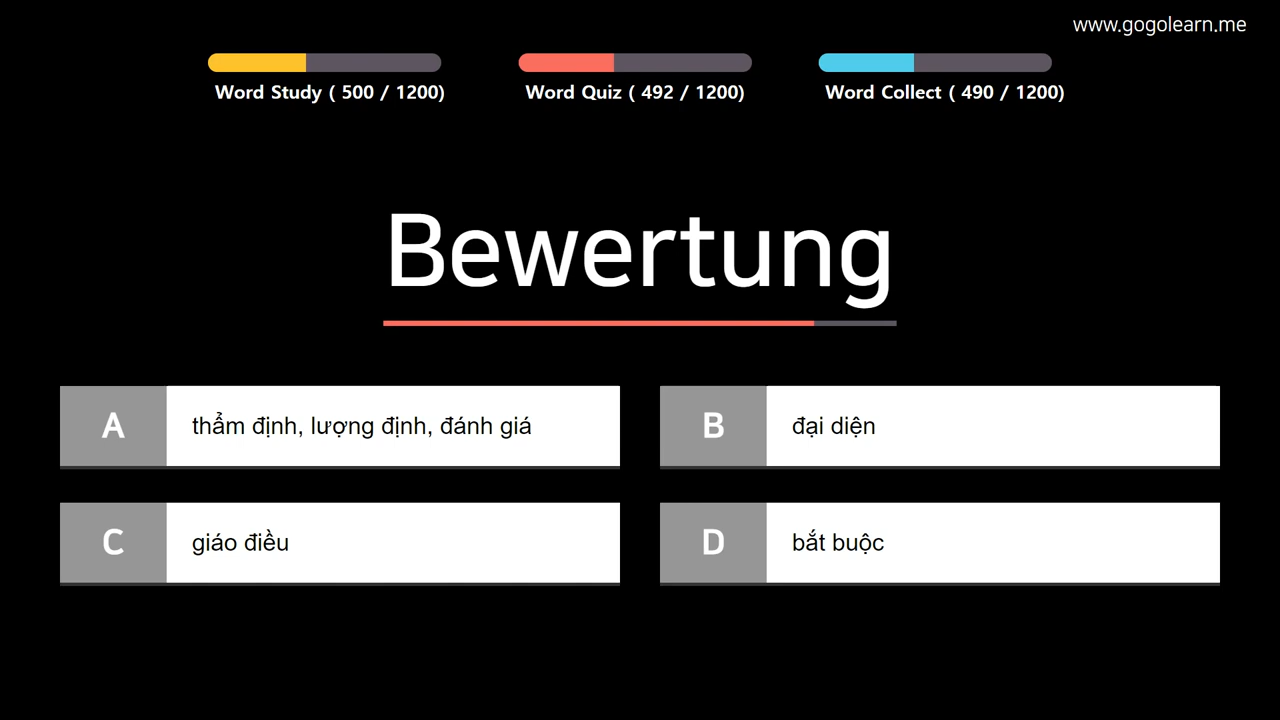 www.gogolearn.me
Word Study ( 500 / 1200)
Word Quiz ( 492 / 1200)
Word Collect ( 490 / 1200)
Bewertung
A thẩm định, lượng định, đánh giá
B đại diện
C giáo điều
D bắt buộc